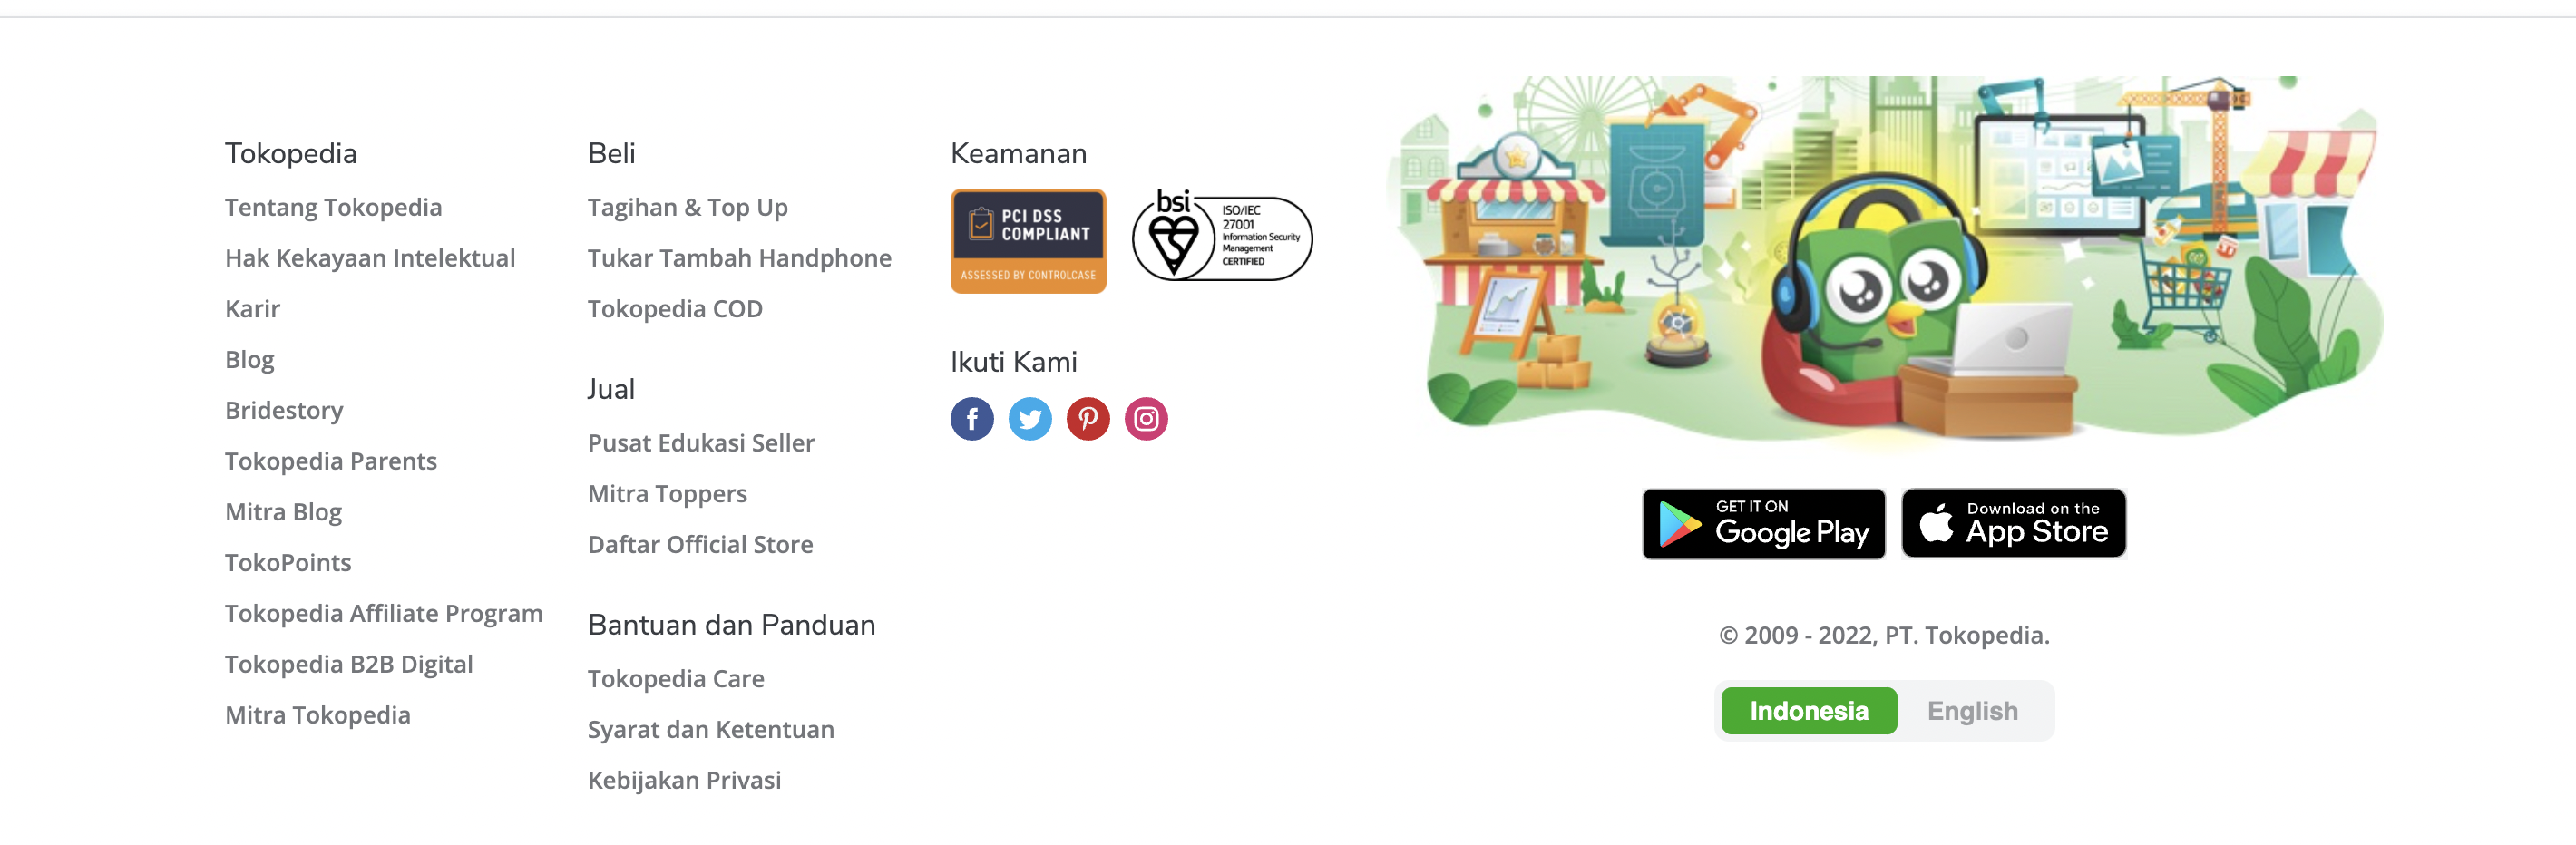 Tokopedia
Tentang Tokopedia
Hak Kekayaan Intelektual
Karir
Blog
Bridestory
Tokopedia Parents
Mitra Blog
TokoPoints
Tokopedia Affiliate Program
Tokopedia B2B Digital
Mitra Tokopedia
Beli
Tagihan & Top Up
Tukar Tambah Handphone
Tokopedia COD
Jual
Pusat Edukasi Seller
Mitra Toppers
Daftar Official Store
Bantuan dan Panduan
Tokopedia Care
Syarat dan Ketentuan
Kebijakan Privasi
Keamanan
PCI DSS
COMPLIANT
ASSESSED BY CONTROLCASE
bsi
ISO/IEC
27001
Information Security
Management
CERTIFIED
Ikuti Kami
GET IT ON
Google Play
Download on the
App Store
© 2009 - 2022, PT. Tokopedia.
Indonesia
English